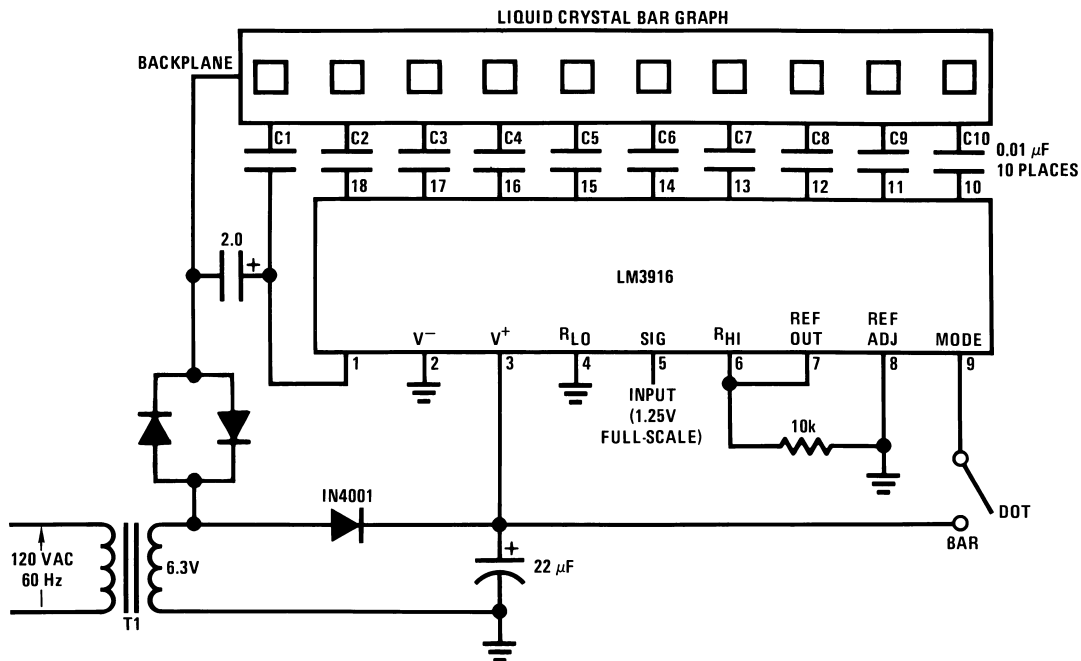 LIQUID CRYSTAL BAR GRAPH
BACKPLANE
C1 C2 C3 C4 C5 C6 C7 C8 C9 C10
0.01 μF
10 PLACES
18 17 16 15 14 13 12 11 10
2.0
+
LM3916
V− V+ RLO SIG RHI REF OUT REF ADJ MODE
1 2 3 4 5 6 7 8 9
INPUT
(1.25V
FULL-SCALE)
10k
DOT
BAR
IN4001
120 VAC
60 Hz
6.3V
T1
+
22 μF